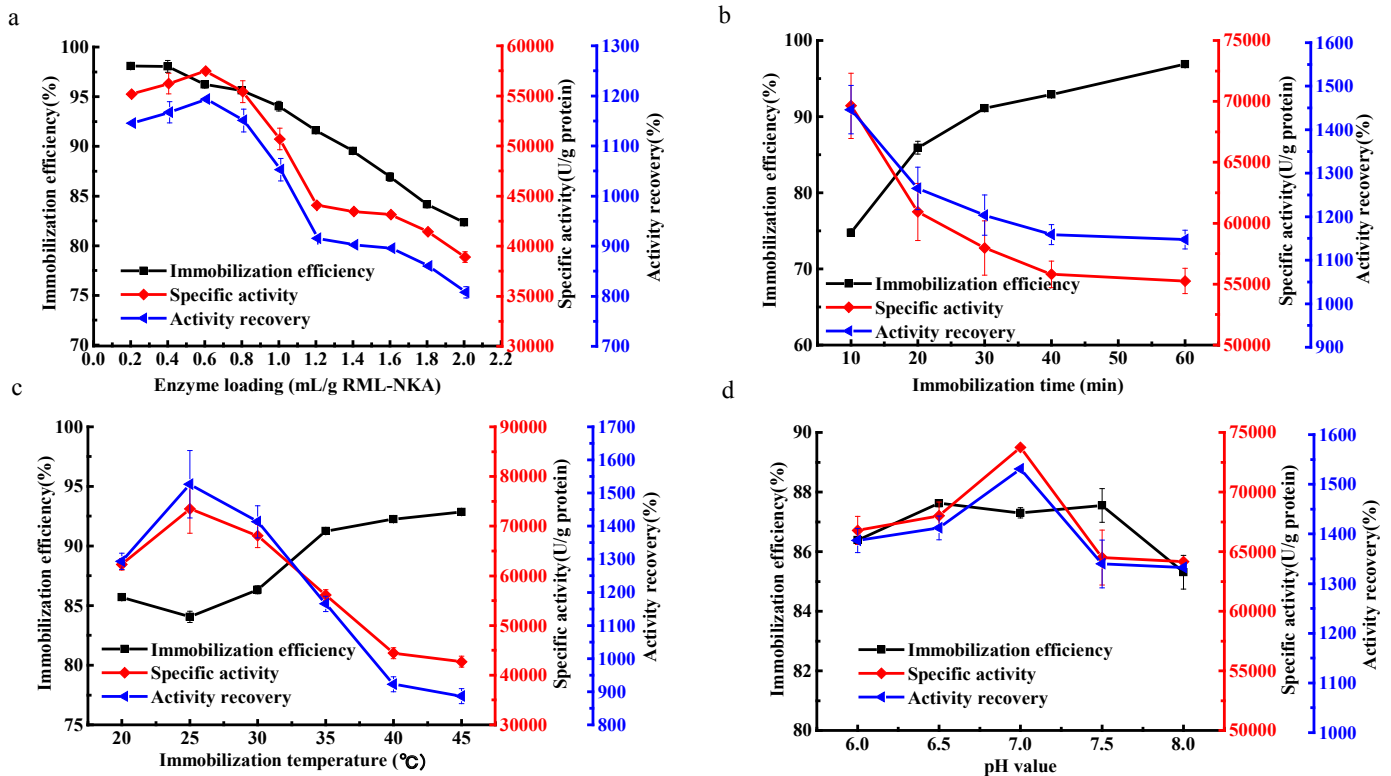 a
100
95
90
85
80
75
70
Immobilization efficiency(%)
0.0 0.2 0.4 0.6 0.8 1.0 1.2 1.4 1.6 1.8 2.0 2.2
Enzyme loading (mL/g RML-NKA)
Immobilization efficiency
Specific activity
Activity recovery
60000
55000
50000
45000
40000
35000
30000
Specific activity(U/g protein)
1300
1200
1100
1000
900
800
700
Activity recovery(%)
b
100
90
80
70
60
Immobilization efficiency(%)
10 20 30 40 50 60
Immobilization time (min)
Immobilization efficiency
Specific activity
Activity recovery
75000
70000
65000
60000
55000
50000
Specific activity(U/g protein)
1600
1500
1400
1300
1200
1100
1000
900
Activity recovery(%)
c
100
95
90
85
80
75
Immobilization efficiency(%)
20 25 30 35 40 45
Immobilization temperature (℃)
Immobilization efficiency
Specific activity
Activity recovery
90000
80000
70000
60000
50000
40000
30000
Specific activity(U/g protein)
1700
1600
1500
1400
1300
1200
1100
1000
900
800
Activity recovery(%)
d
90
88
86
84
82
80
Immobilization efficiency(%)
6.0 6.5 7.0 7.5 8.0
pH value
Immobilization efficiency
Specific activity
Activity recovery
75000
70000
65000
60000
55000
50000
Specific activity(U/g protein)
1600
1500
1400
1300
1200
1100
1000
Activity recovery(%)